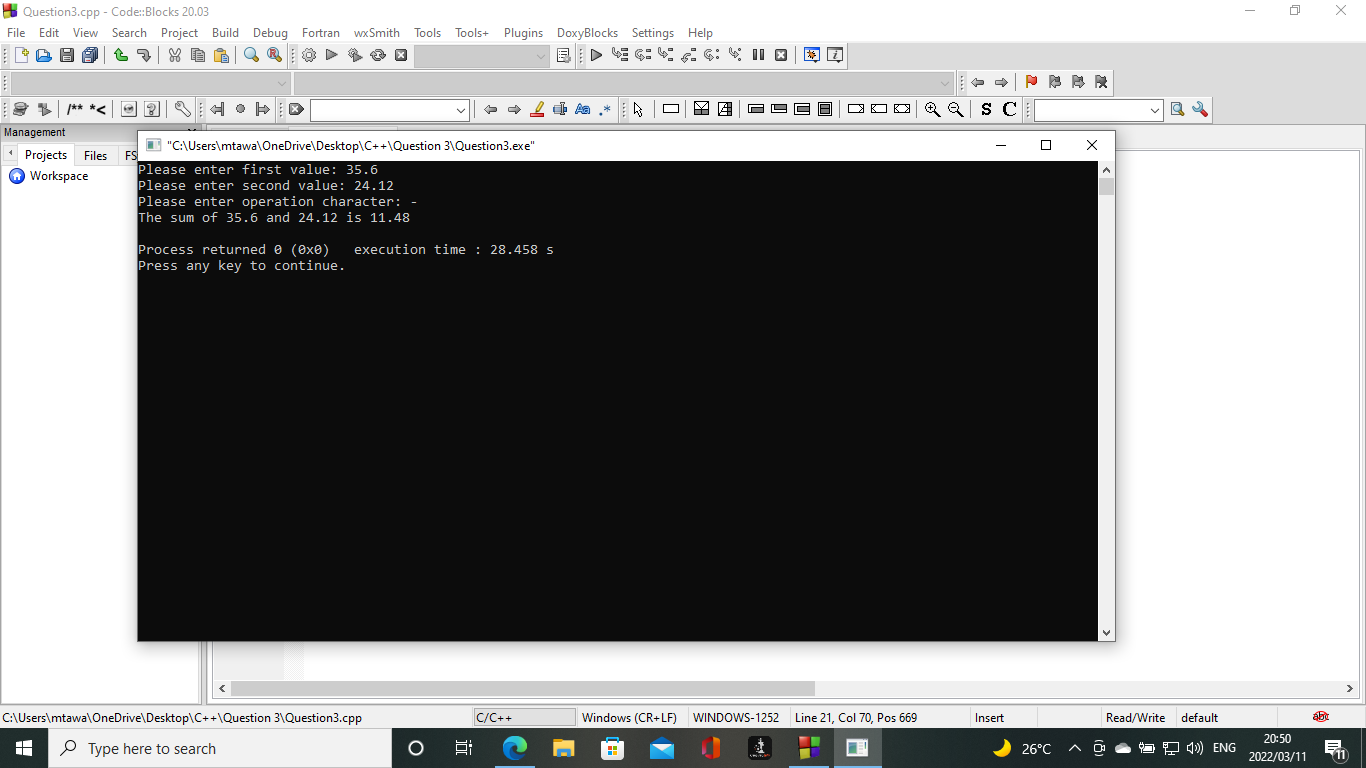 Question3.cpp - Code::Blocks 20.03
File Edit View Search Project Build Debug Fortran wxSmith Tools Tools+ Plugins DoxyBlocks Settings Help
/** *< Aa .* S C
Management
Projects Files FS
Workspace
"C:\Users\mtawa\OneDrive\Desktop\C++\Question 3\Question3.exe"
Please enter first value: 35.6
Please enter second value: 24.12
Please enter operation character: -
The sum of 35.6 and 24.12 is 11.48
Process returned 0 (0x0)   execution time : 28.458 s
Press any key to continue.
C:\Users\mtawa\OneDrive\Desktop\C++\Question 3\Question3.cpp C/C++ Windows (CR+LF) WINDOWS-1252 Line 21, Col 70, Pos 669 Insert Read/Write default abc
Type here to search 26°C ENG 20:50
2022/03/11 11